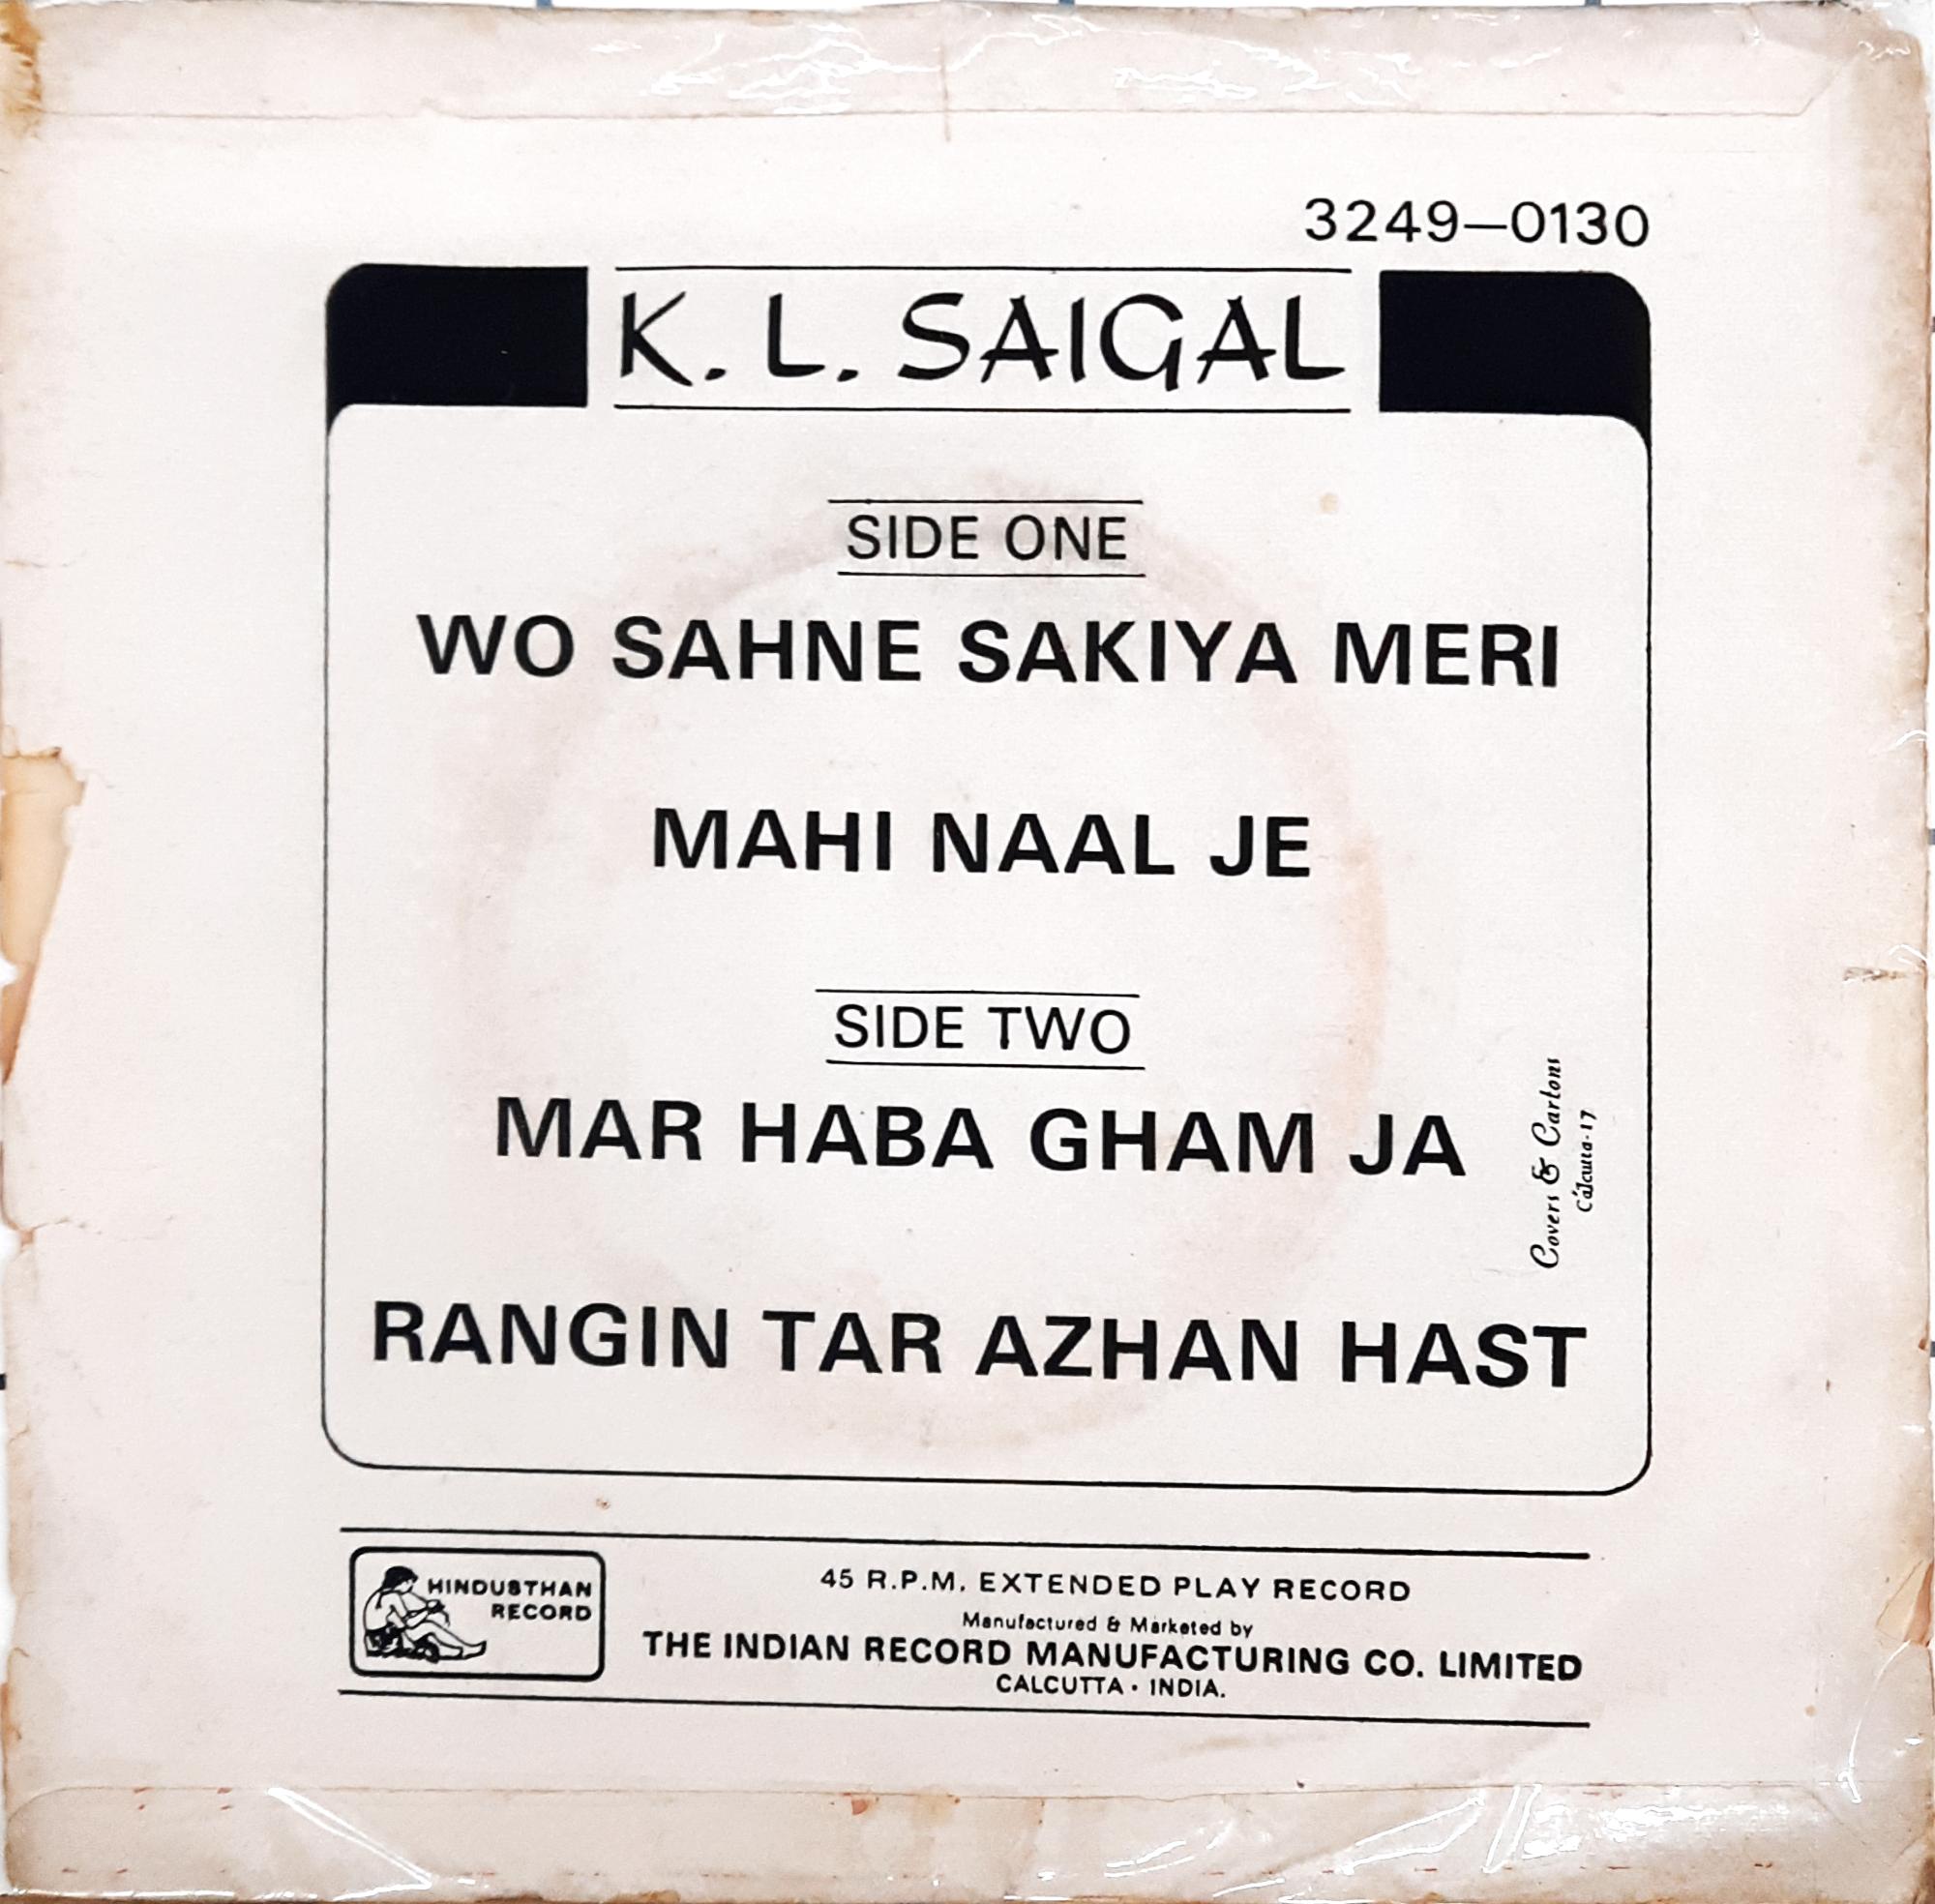 3249—0130
K. L. SAIGAL
SIDE ONE
WO SAHNE SAKIYA MERI
MAHI NAAL JE
SIDE TWO
MAR HABA GHAM JA
RANGIN TAR AZHAN HAST
Covers & Cartons
Calcutta-17
HINDUSTHAN
RECORD
45 R.P.M. EXTENDED PLAY RECORD
Manufactured & Marketed by
THE INDIAN RECORD MANUFACTURING CO. LIMITED
CALCUTTA • INDIA.